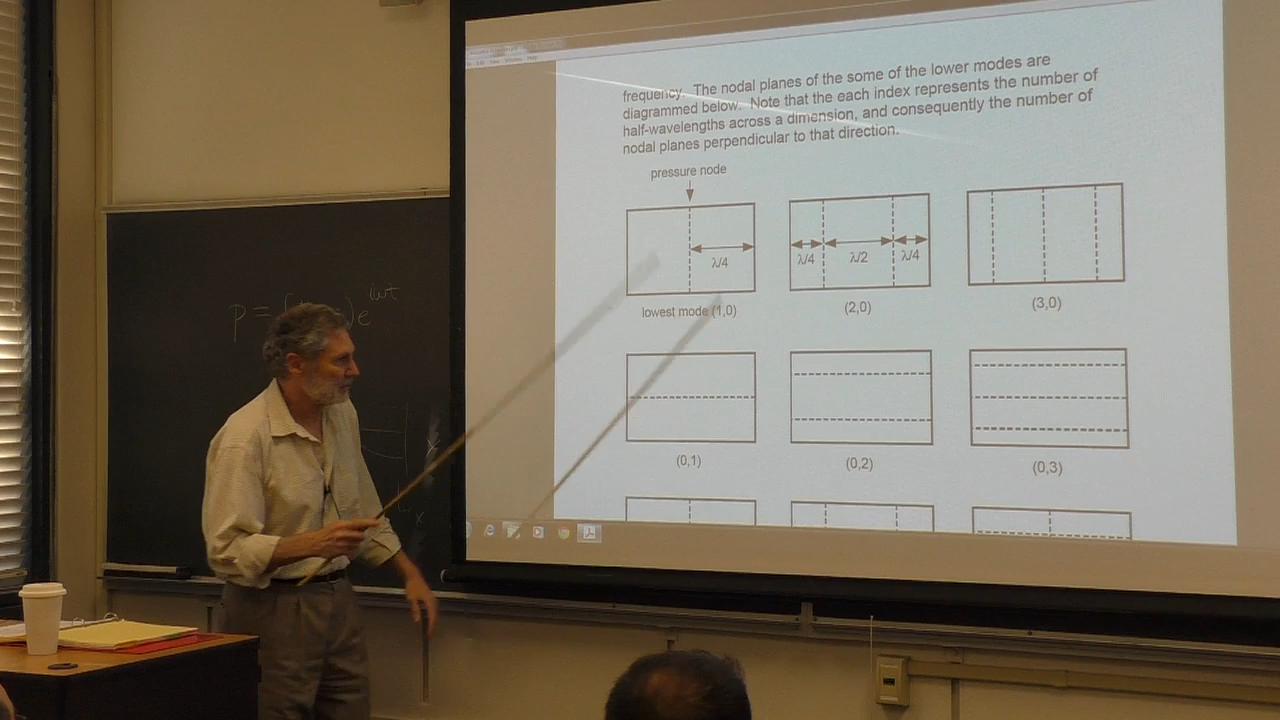 frequency. The nodal planes of the some of the lower modes are
diagrammed below. Note that the each index represents the number of
half-wavelengths across a dimension, and consequently the number of
nodal planes perpendicular to that direction.
pressure node
λ/4
λ/4 λ/2 λ/4
lowest mode (1,0) (2,0) (3,0)
(0,1) (0,2) (0,3)
p = e^iωt
x
L x